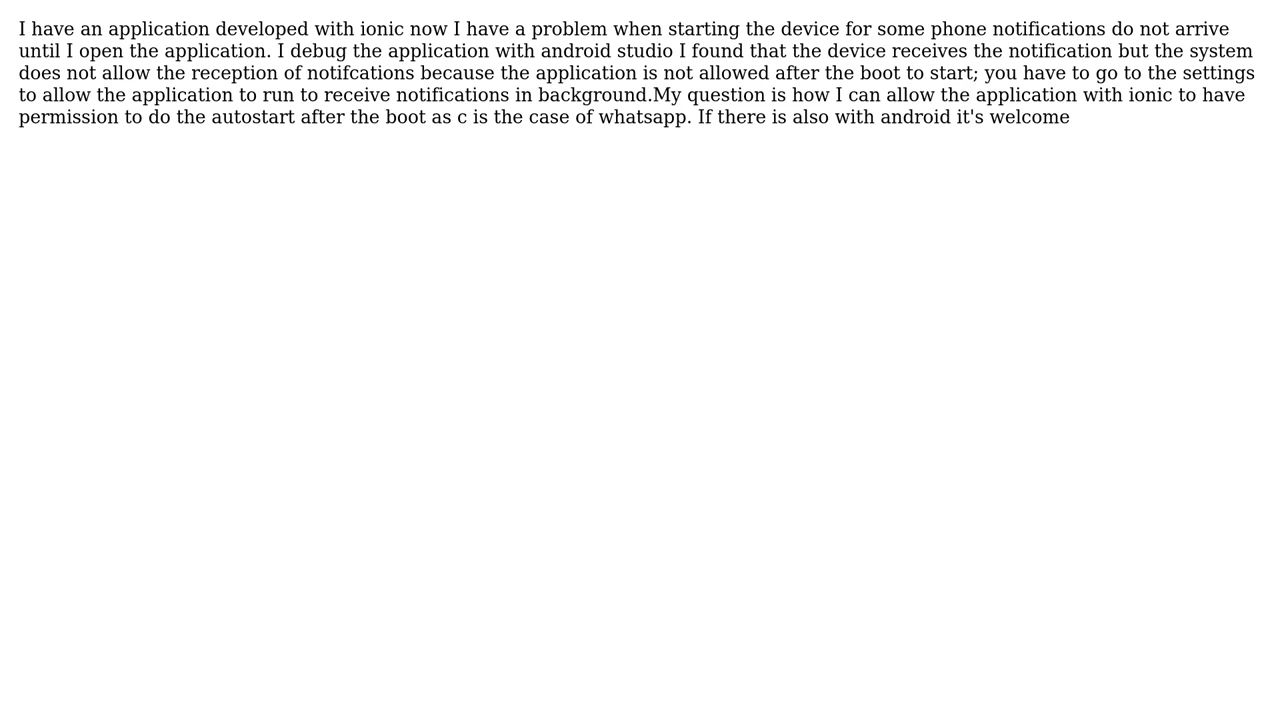 I have an application developed with ionic now I have a problem when starting the device for some phone notifications do not arrive
until I open the application. I debug the application with android studio I found that the device receives the notification but the system
does not allow the reception of notifcations because the application is not allowed after the boot to start; you have to go to the settings
to allow the application to run to receive notifications in background.My question is how I can allow the application with ionic to have
permission to do the autostart after the boot as c is the case of whatsapp. If there is also with android it's welcome